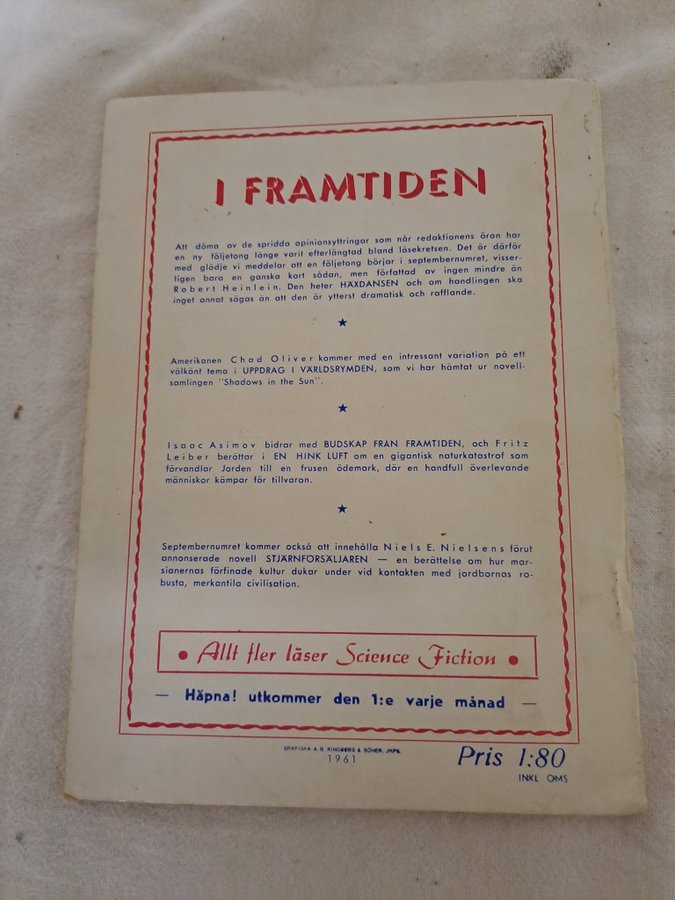 I FRAMTIDEN
Att döma av de spridda opinionsyttringar som når redaktionens öron har
en ny följetong länge varit efterlängtad bland läsekretsen. Det är därför
med glädje vi meddelar att en följetong börjar i septembernumret, visser-
ligen bara en ganska kort sådan, men författad av ingen mindre än
Robert Heinlein. Den heter HÄXDANSEN och om handlingen ska
inget annat sägas än att den är ytterst dramatisk och rafflande.
★
Amerikanen Chad Oliver kommer med en intressant variation på ett
välkänt tema i UPPDRAG I VÄRLDSRYMDEN, som vi har hämtat ur novell-
samlingen "Shadows in the Sun".
★
Isaac Asimov bidrar med BUDSKAP FRÅN FRAMTIDEN, och Fritz
Leiber berättar i EN HINK LUFT om en gigantisk naturkatastrof som
förvandlar Jorden till en frusen ödemark, där en handfull överlevande
människor kämpar för tillvaron.
★
Septembernumret kommer också att innehålla Niels E. Nielsens förut
annonserade novell STJÄRNFÖRSÄLJAREN — en berättelse om hur mar-
sianernas förfinade kultur dukar under vid kontakten med jordbornas ro-
busta, merkantila civilisation.
● Allt fler läser Science Fiction ●
— Häpna! utkommer den 1:e varje månad —
GRAFISKA A. B. KINDBERG & SÖNER, JKPG.
1961
Pris 1:80
INKL OMS